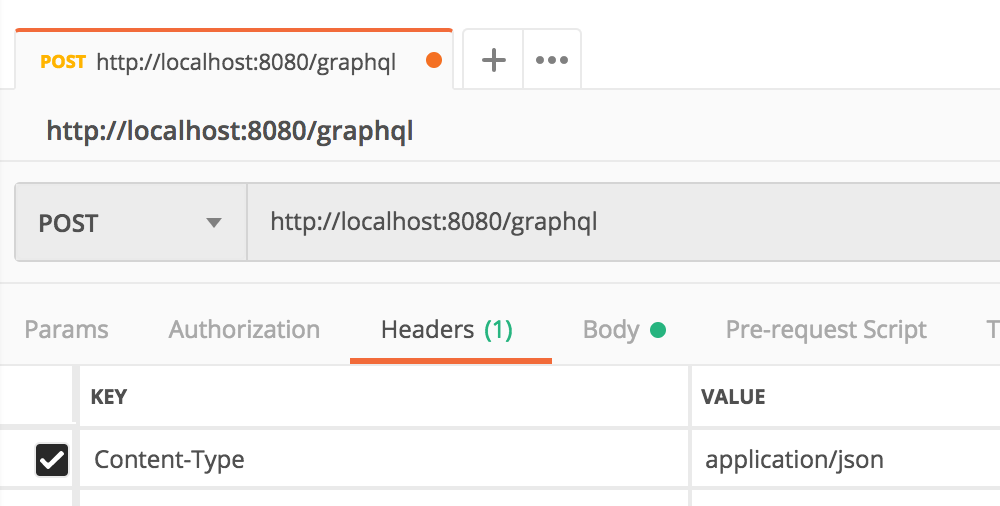 POST http://localhost:8080/graphql
http://localhost:8080/graphql
POST http://localhost:8080/graphql
Params Authorization Headers (1) Body Pre-request Script
KEY VALUE
Content-Type application/json